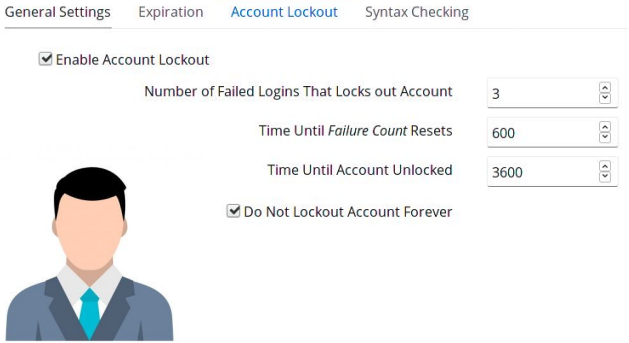 General Settings Expiration Account Lockout Syntax Checking
Enable Account Lockout
Number of Failed Logins That Locks out Account 3
Time Until Failure Count Resets 600
Time Until Account Unlocked 3600
Do Not Lockout Account Forever